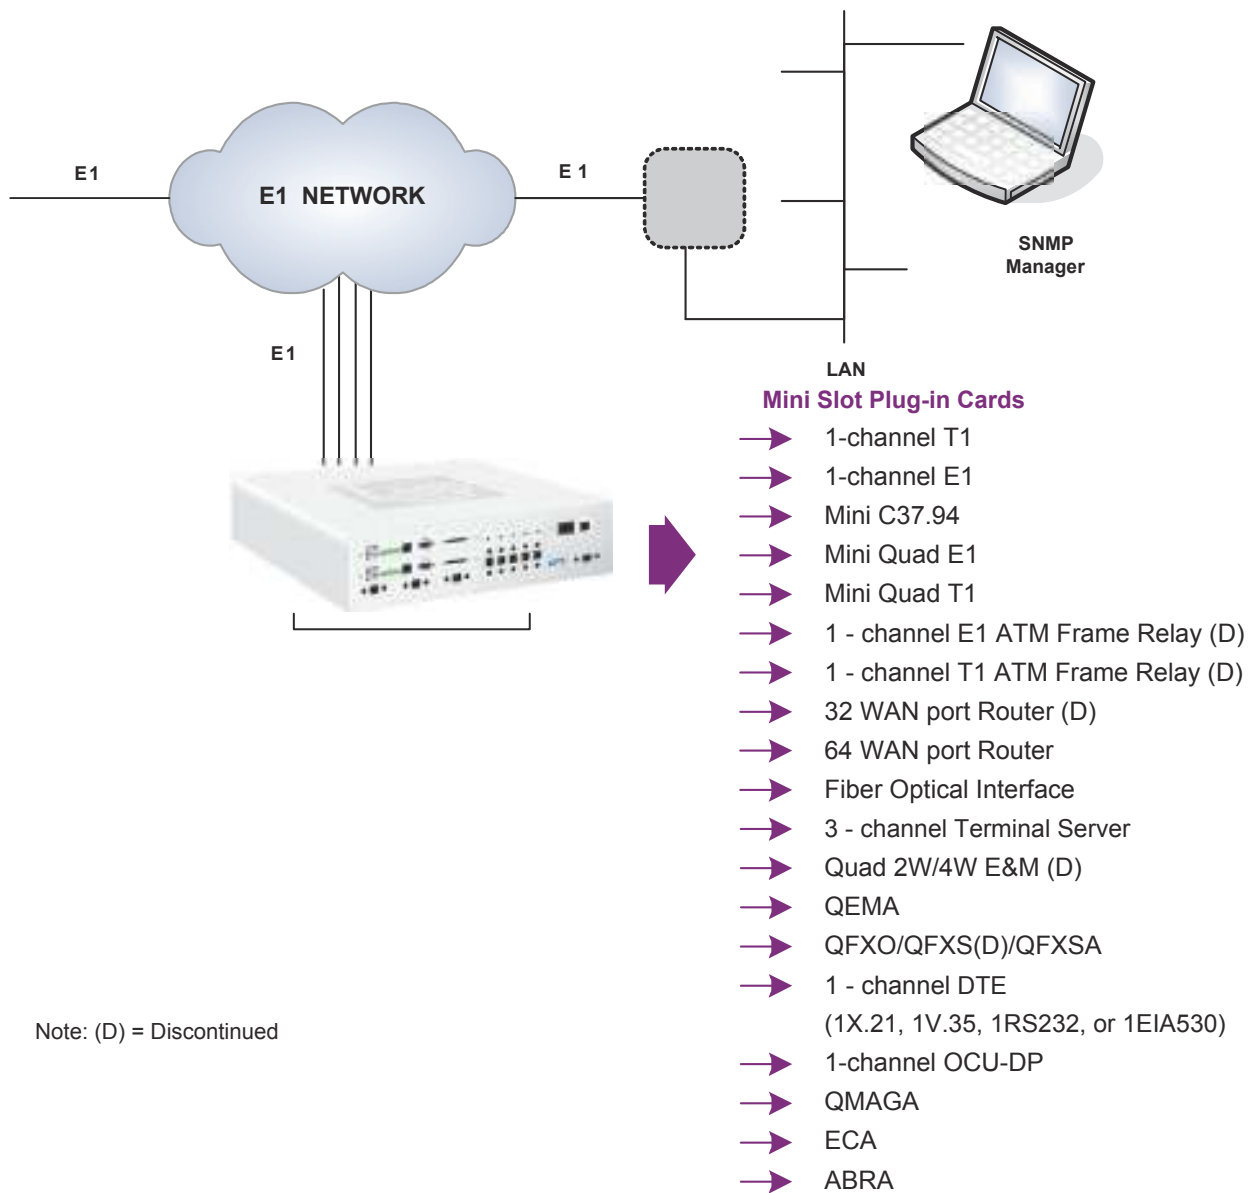 E1
E1 NETWORK
E 1
SNMP
Manager
E1
LAN
Mini Slot Plug-in Cards
1-channel T1
1-channel E1
Mini C37.94
Mini Quad E1
Mini Quad T1
1 - channel E1 ATM Frame Relay (D)
1 - channel T1 ATM Frame Relay (D)
32 WAN port Router (D)
64 WAN port Router
Fiber Optical Interface
3 - channel Terminal Server
Quad 2W/4W E&M (D)
QEMA
QFXO/QFXS(D)/QFXSA
1 - channel DTE
(1X.21, 1V.35, 1RS232, or 1EIA530)
1-channel OCU-DP
QMAGA
ECA
ABRA
Note: (D) = Discontinued